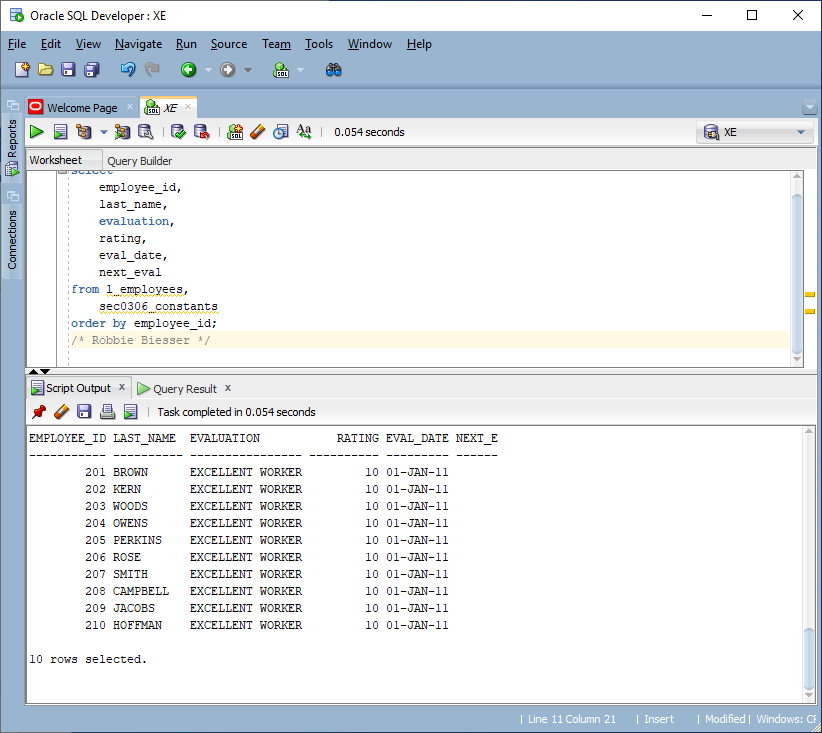 Oracle SQL Developer : XE
File Edit View Navigate Run Source Team Tools Window Help
SQL
Welcome Page x SQL XE x
SQL Aa 0.054 seconds XE
Reports
Connections
Worksheet Query Builder
select
employee_id,
last_name,
evaluation,
rating,
eval_date,
next_eval
from l_employees,
sec0306_constants
order by employee_id;
/* Robbie Biesser */
Script Output x Query Result x
Task completed in 0.054 seconds
EMPLOYEE_ID LAST_NAME EVALUATION RATING EVAL_DATE NEXT_E
----------- ---------- ---------------- ---------- --------- ------
201 BROWN EXCELLENT WORKER 10 01-JAN-11
202 KERN EXCELLENT WORKER 10 01-JAN-11
203 WOODS EXCELLENT WORKER 10 01-JAN-11
204 OWENS EXCELLENT WORKER 10 01-JAN-11
205 PERKINS EXCELLENT WORKER 10 01-JAN-11
206 ROSE EXCELLENT WORKER 10 01-JAN-11
207 SMITH EXCELLENT WORKER 10 01-JAN-11
208 CAMPBELL EXCELLENT WORKER 10 01-JAN-11
209 JACOBS EXCELLENT WORKER 10 01-JAN-11
210 HOFFMAN EXCELLENT WORKER 10 01-JAN-11
10 rows selected.
| Line 11 Column 21 | Insert | Modified | Windows: